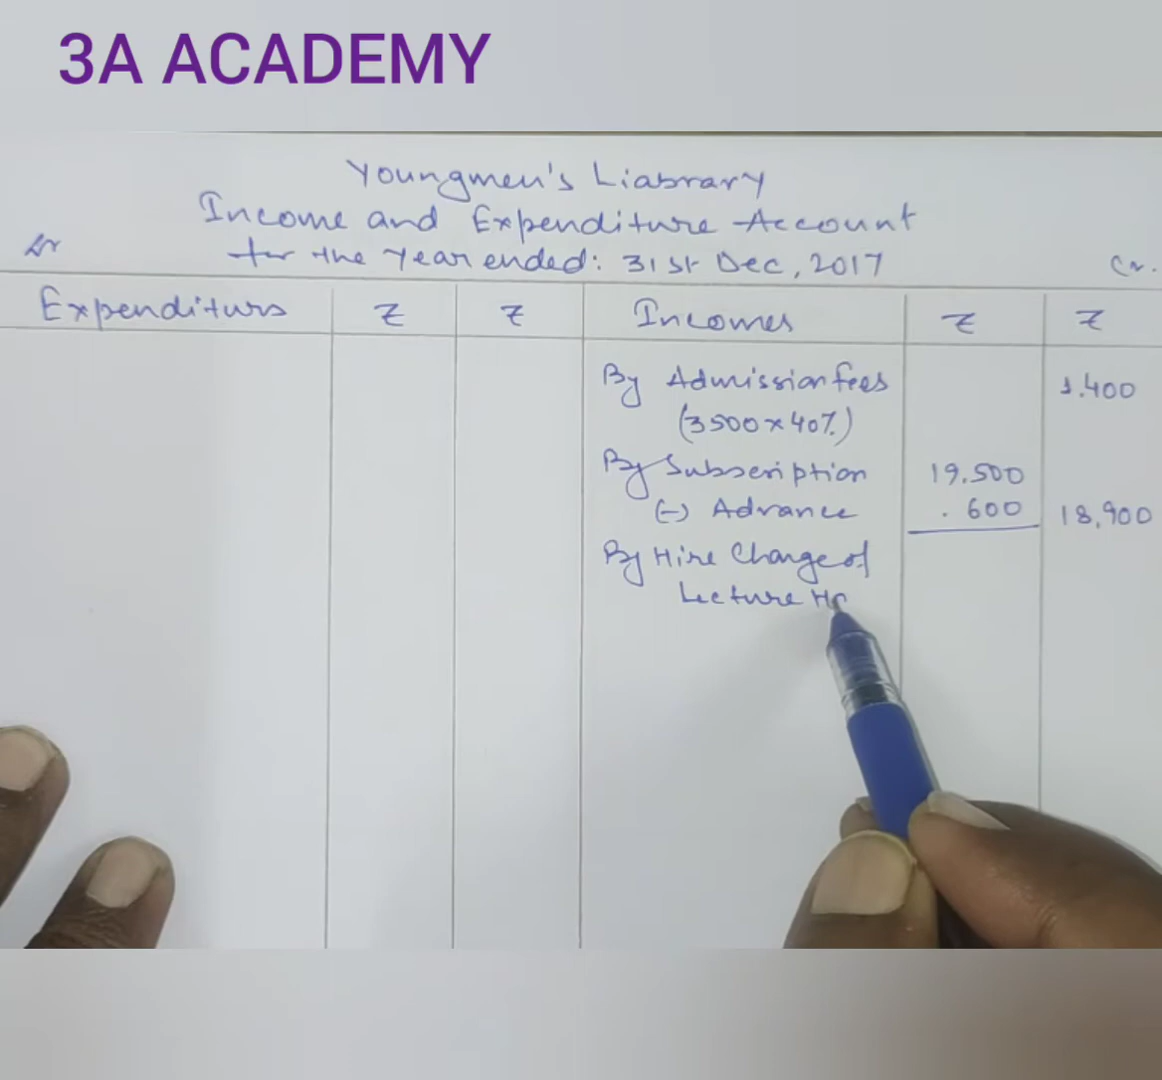 3A ACADEMY
Youngmen's Liabrary
Income and Expenditure Account
for the Year ended: 31st Dec, 2017
Dr
Cr.
Expenditurs ₹ ₹ Incomes ₹ ₹
By Admission fees 1.400
(3500×40%)
By Subscription 19.500
(-) Advance .600 18,900
By Hire Charge of
Lecture Ha